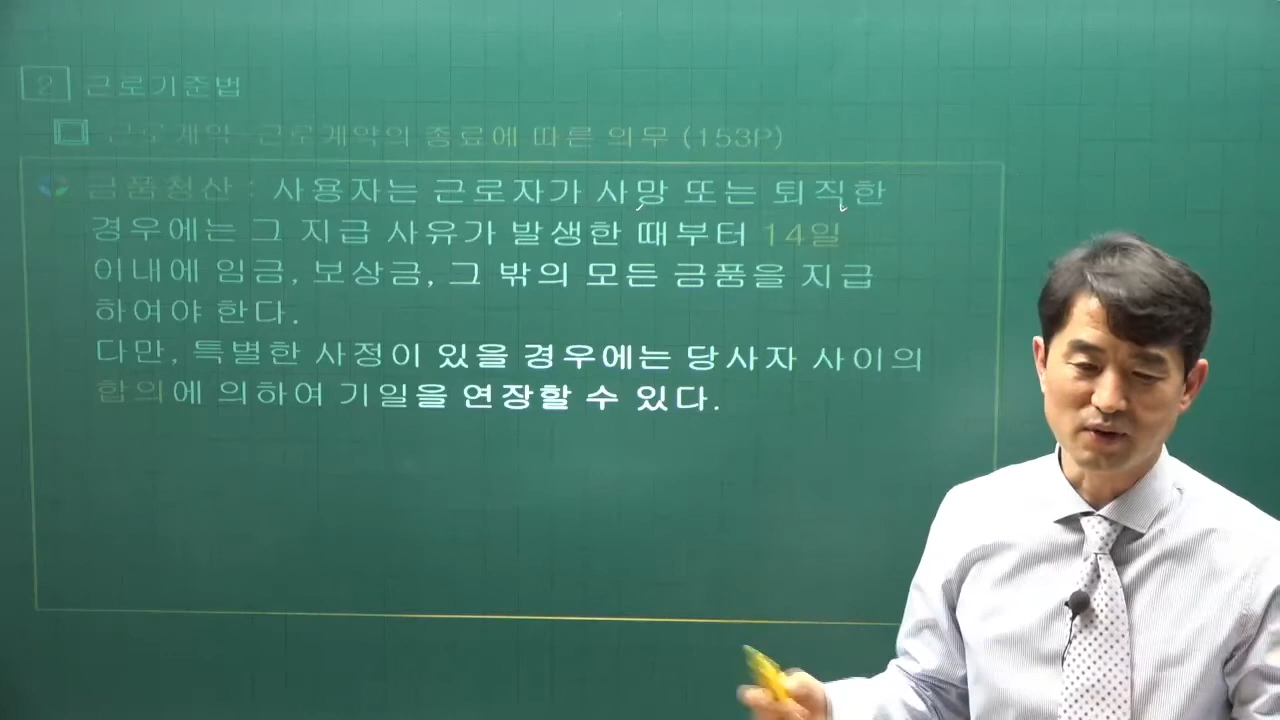 2 근로기준법
근로계약-근로계약의 종료에 따른 의무 (153P)
금품청산 : 사용자는 근로자가 사망 또는 퇴직한
경우에는 그 지급 사유가 발생한 때부터 14일
이내에 임금, 보상금, 그 밖의 모든 금품을 지급
하여야 한다.
다만, 특별한 사정이 있을 경우에는 당사자 사이의
합의에 의하여 기일을 연장할 수 있다.